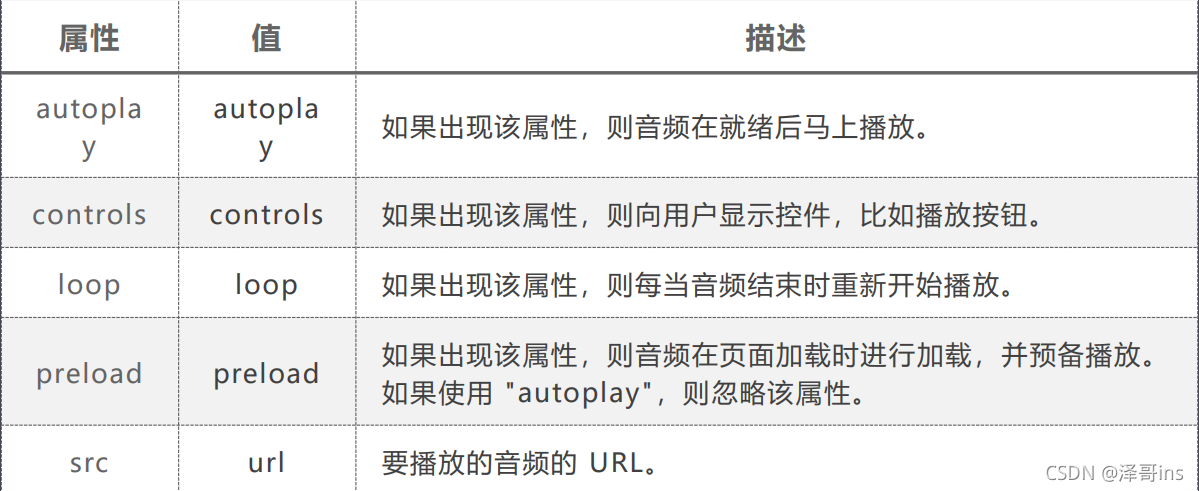 属性 值 描述
autopla autopla
y y
如果出现该属性，则音频在就绪后马上播放。
controls controls 如果出现该属性，则向用户显示控件，比如播放按钮。
loop loop 如果出现该属性，则每当音频结束时重新开始播放。
preload preload
如果出现该属性，则音频在页面加载时进行加载，并预备播放。
如果使用 "autoplay"，则忽略该属性。
src url 要播放的音频的 URL。
CSDN @泽哥ins